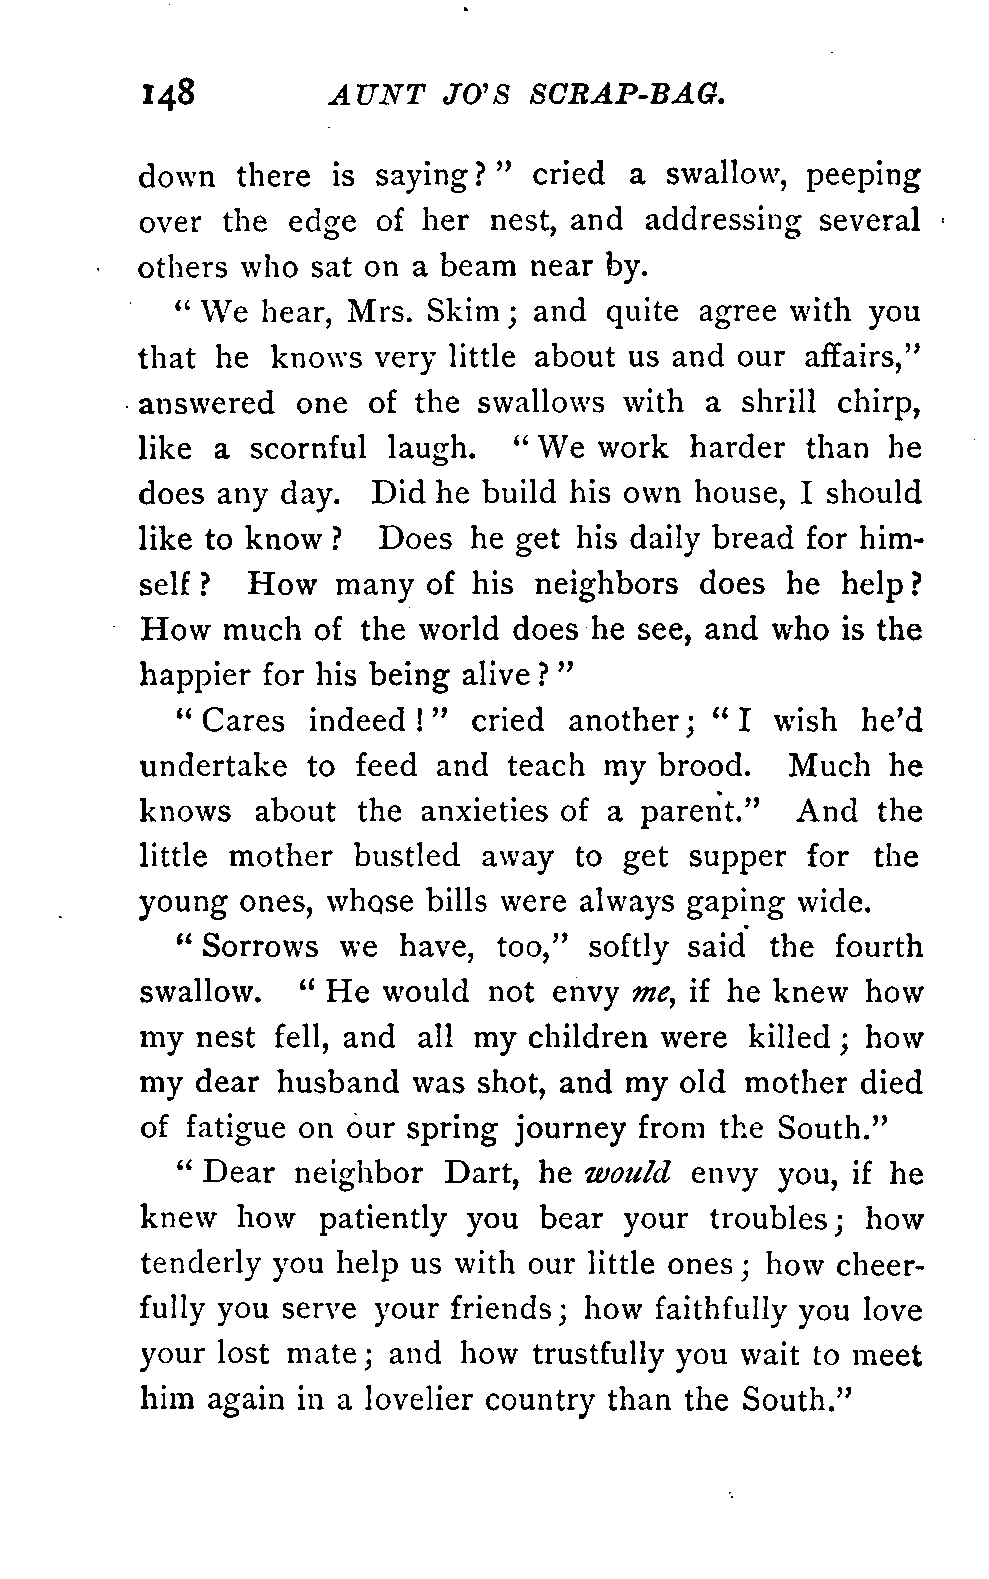 148 AUNT JO'S SCRAP-BAG.
down there is saying?" cried a swallow, peeping
over the edge of her nest, and addressing several
others who sat on a beam near by.
"We hear, Mrs. Skim; and quite agree with you
that he knows very little about us and our affairs,"
answered one of the swallows with a shrill chirp,
like a scornful laugh. "We work harder than he
does any day. Did he build his own house, I should
like to know? Does he get his daily bread for him-
self? How many of his neighbors does he help?
How much of the world does he see, and who is the
happier for his being alive?"
"Cares indeed!" cried another; "I wish he'd
undertake to feed and teach my brood. Much he
knows about the anxieties of a parent." And the
little mother bustled away to get supper for the
young ones, whose bills were always gaping wide.
"Sorrows we have, too," softly said the fourth
swallow. "He would not envy me, if he knew how
my nest fell, and all my children were killed; how
my dear husband was shot, and my old mother died
of fatigue on our spring journey from the South."
"Dear neighbor Dart, he would envy you, if he
knew how patiently you bear your troubles; how
tenderly you help us with our little ones; how cheer-
fully you serve your friends; how faithfully you love
your lost mate; and how trustfully you wait to meet
him again in a lovelier country than the South."